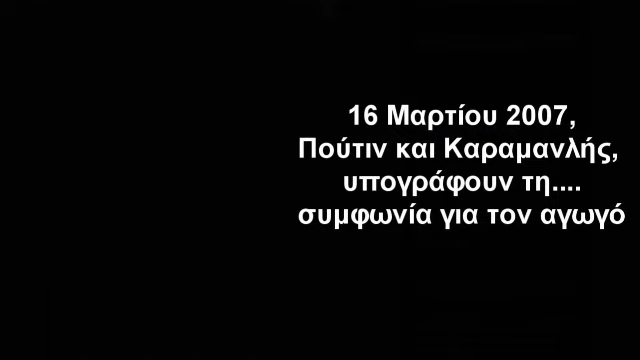 16 Μαρτίου 2007,
Πούτιν και Καραμανλής,
υπογράφουν τη....
συμφωνία για τον αγωγό